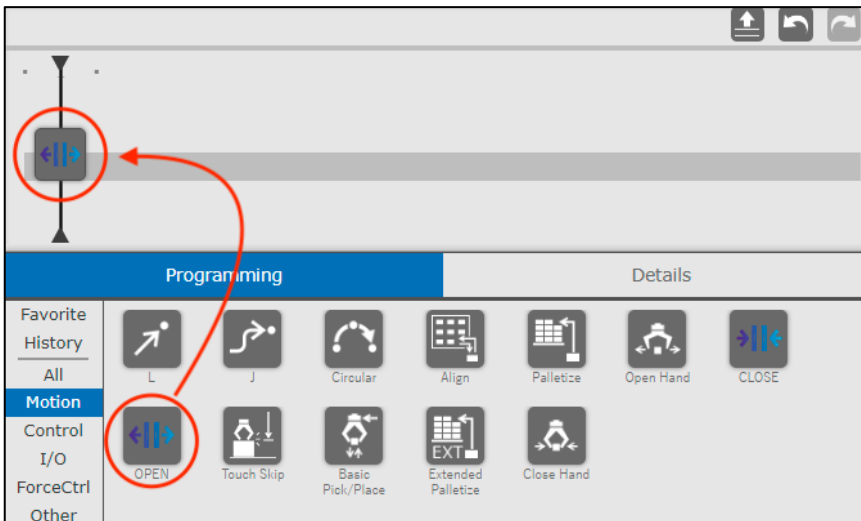 Programming
Details
Favorite
History
All
Motion
Control
I/O
ForceCtrl
Other
L
J
Circular
Align
Palletize
Open Hand
CLOSE
OPEN
Touch Skip
Basic
Pick/Place
EXT
Extended
Palletize
Close Hand